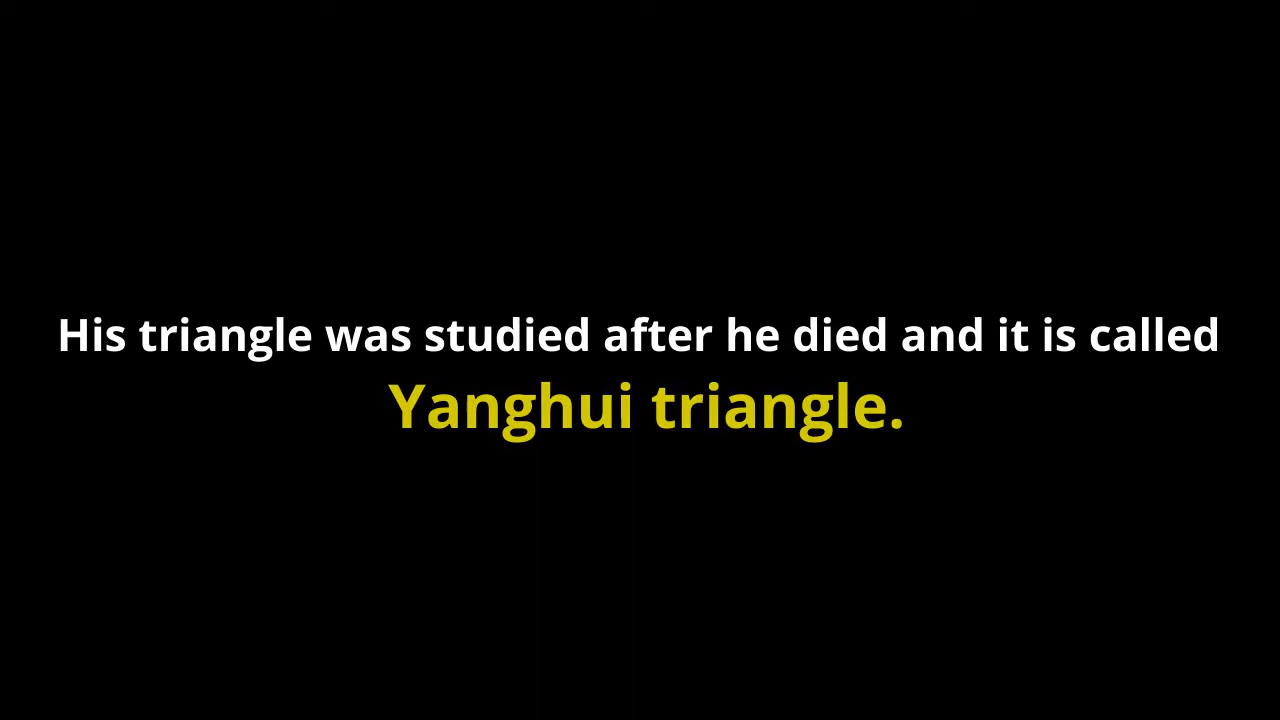 His triangle was studied after he died and it is called
Yanghui triangle.